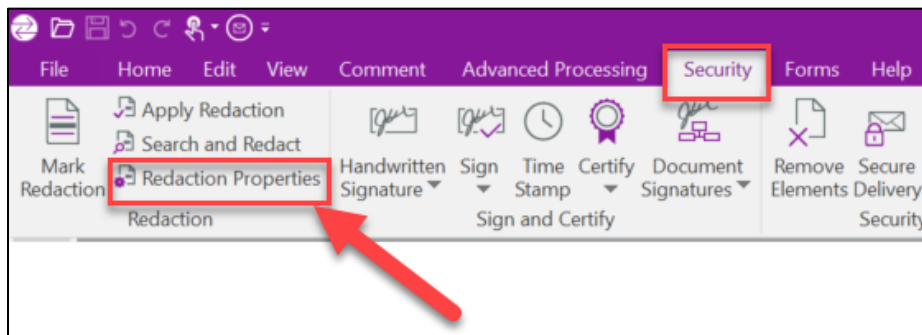 File Home Edit View Comment Advanced Processing Security Forms Help
Apply Redaction
Search and Redact
Redaction Properties
Mark
Redaction
Redaction
Handwritten
Signature
Sign
Time
Stamp
Certify
Document
Signatures
Sign and Certify
Remove
Elements
Secure
Delivery
Security